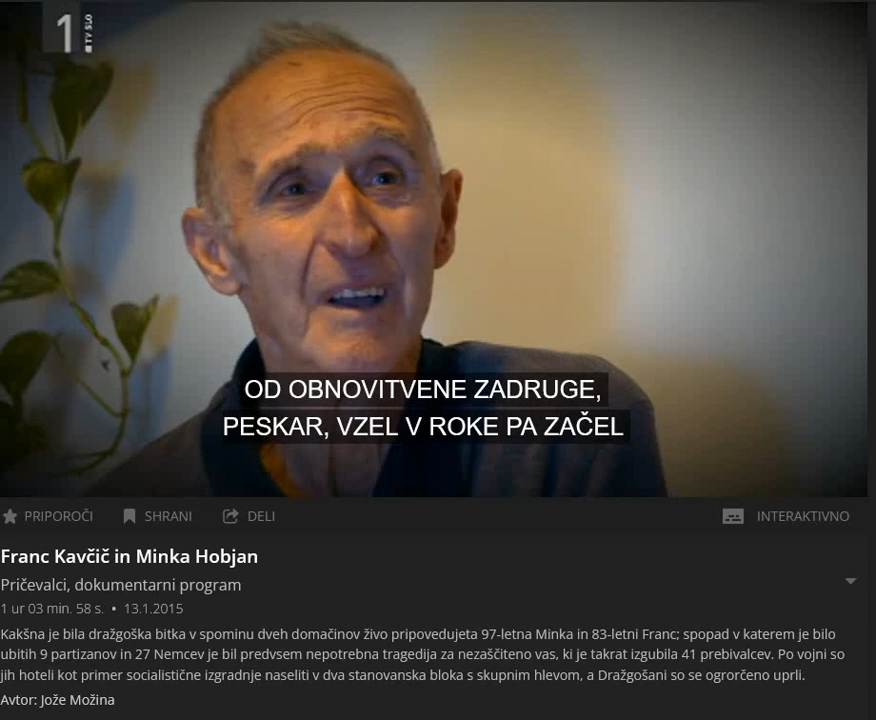 1
TV SLO
OD OBNOVITVENE ZADRUGE,
PESKAR, VZEL V ROKE PA ZAČEL
PRIPOROČI SHRANI DELI INTERAKTIVNO
Franc Kavčič in Minka Hobjan
Pričevalci, dokumentarni program
1 ur 03 min. 58 s. • 13.1.2015
Kakšna je bila dražgoška bitka v spominu dveh domačinov živo pripovedujeta 97-letna Minka in 83-letni Franc; spopad v katerem je bilo
ubitih 9 partizanov in 27 Nemcev je bil predvsem nepotrebna tragedija za nezaščiteno vas, ki je takrat izgubila 41 prebivalcev. Po vojni so
jih hoteli kot primer socialistične izgradnje naseliti v dva stanovanska bloka s skupnim hlevom, a Dražgošani so se ogrorčeno uprli.
Avtor: Jože Možina